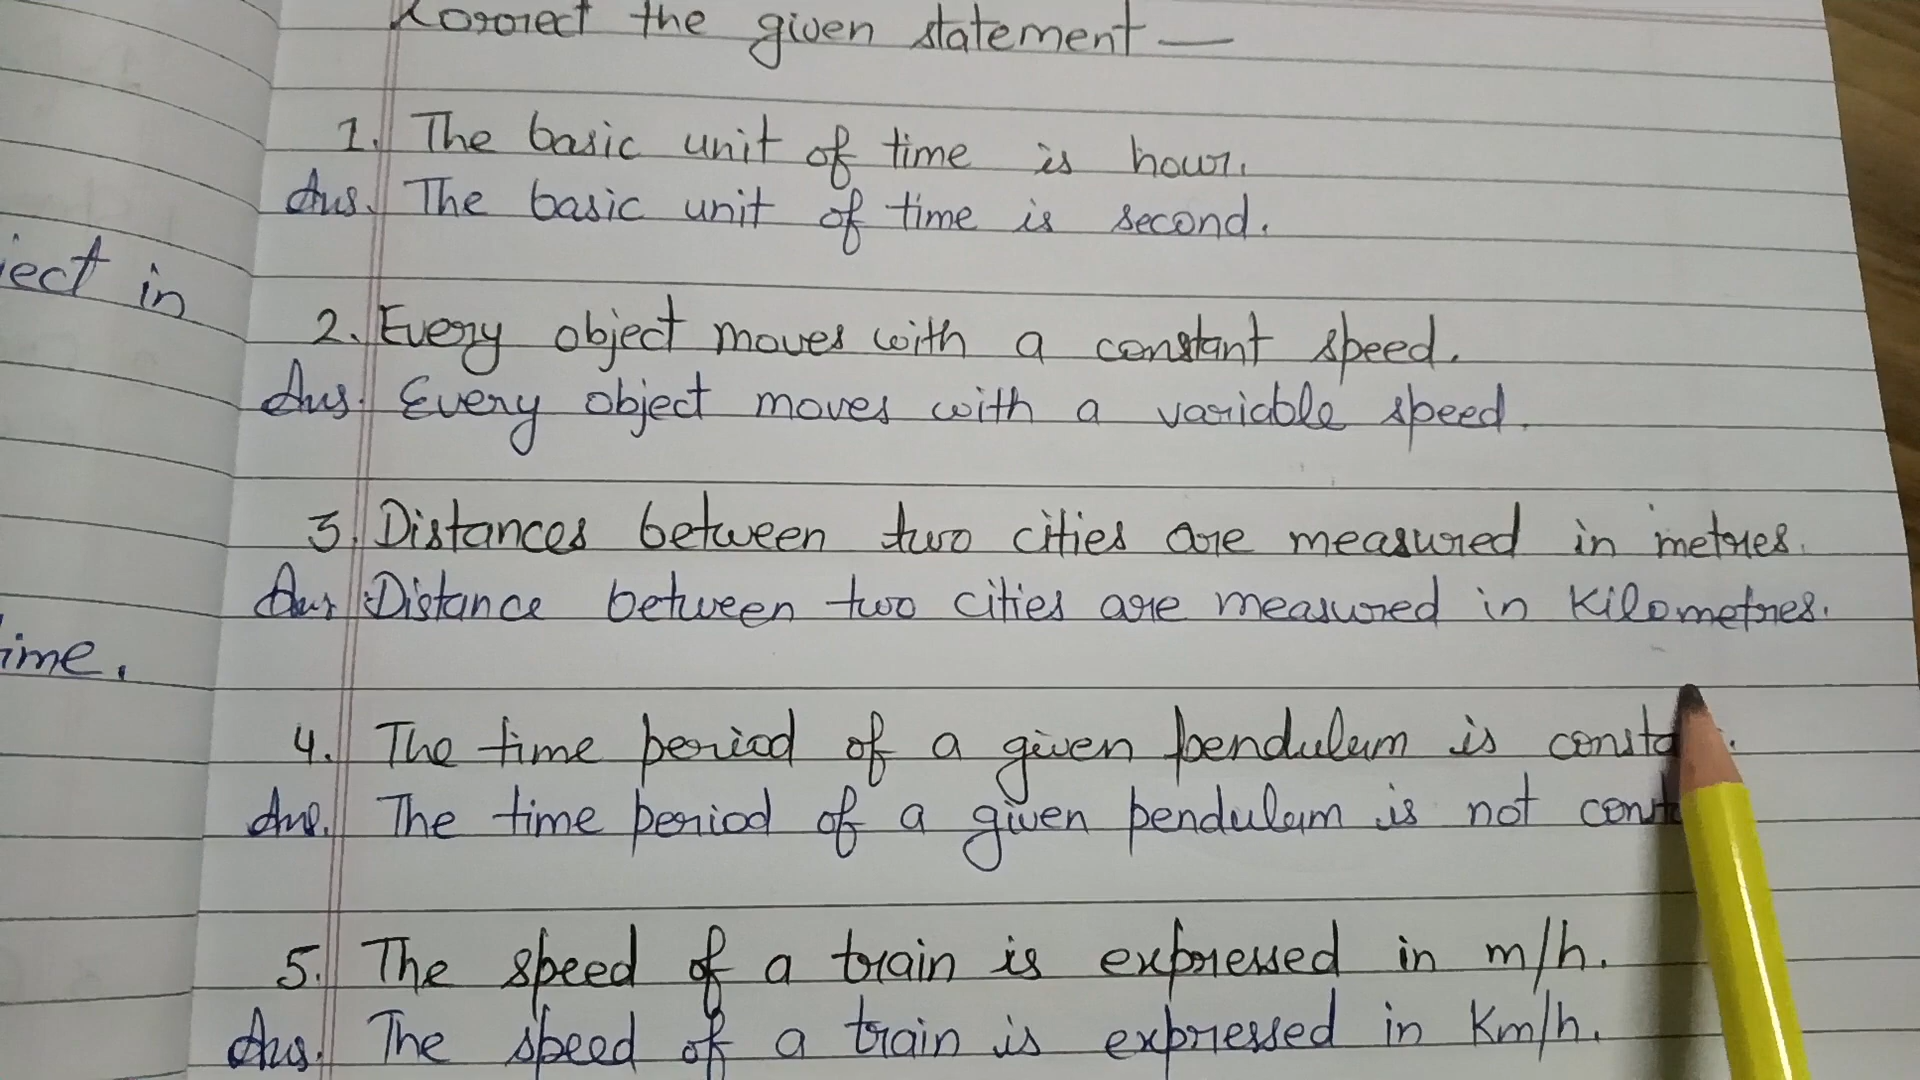 Correct the given statement —
1. The basic unit of time is hour.
Ans. The basic unit of time is second.
ject in
2. Every object moves with a constant speed.
Ans. Every object moves with a variable speed.
3. Distances between two cities are measured in metres.
Ans Distance between two cities are measured in Kilometres.
ime.
4. The time period of a given pendulum is
Ans. The time period of a given pendulum is not
5. The speed of a train is expressed in m/h.
Ans. The speed of a train is expressed in Km/h.